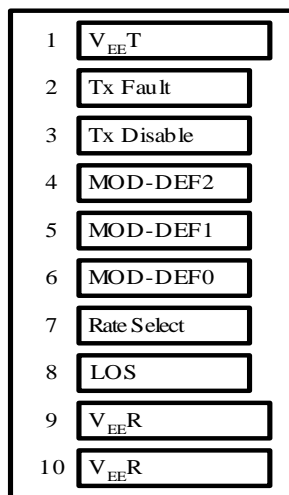 1 VEET
2 Tx Fault
3 Tx Disable
4 MOD-DEF2
5 MOD-DEF1
6 MOD-DEF0
7 Rate Select
8 LOS
9 VEER
10 VEER